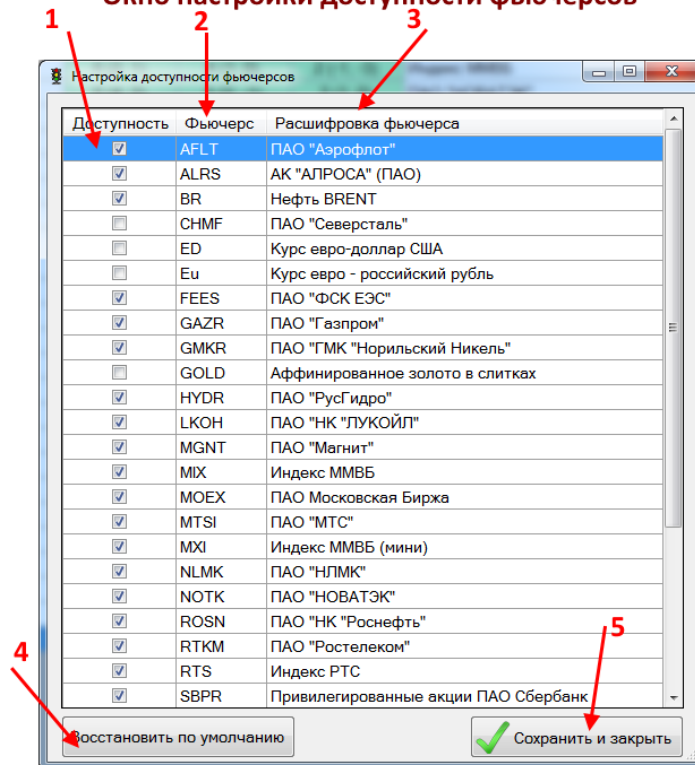 Окно настройки доступности фьючерсов
1 2 3
Настройка доступности фьючерсов
Доступность Фьючерс Расшифровка фьючерса
AFLT ПАО "Аэрофлот"
ALRS АК "АЛРОСА" (ПАО)
BR Нефть BRENT
CHMF ПАО "Северсталь"
ED Курс евро-доллар США
Eu Курс евро - российский рубль
FEES ПАО "ФСК ЕЭС"
GAZR ПАО "Газпром"
GMKR ПАО "ГМК "Норильский Никель"
GOLD Аффинированное золото в слитках
HYDR ПАО "РусГидро"
LKOH ПАО "НК "ЛУКОЙЛ"
MGNT ПАО "Магнит"
MIX Индекс ММВБ
MOEX ПАО Московская Биржа
MTSI ПАО "МТС"
MXI Индекс ММВБ (мини)
NLMK ПАО "НЛМК"
NOTK ПАО "НОВАТЭК"
ROSN ПАО "НК "Роснефть"
5
RTKM ПАО "Ростелеком"
4
RTS Индекс РТС
SBPR Привилегированные акции ПАО Сбербанк
Восстановить по умолчанию Сохранить и закрыть